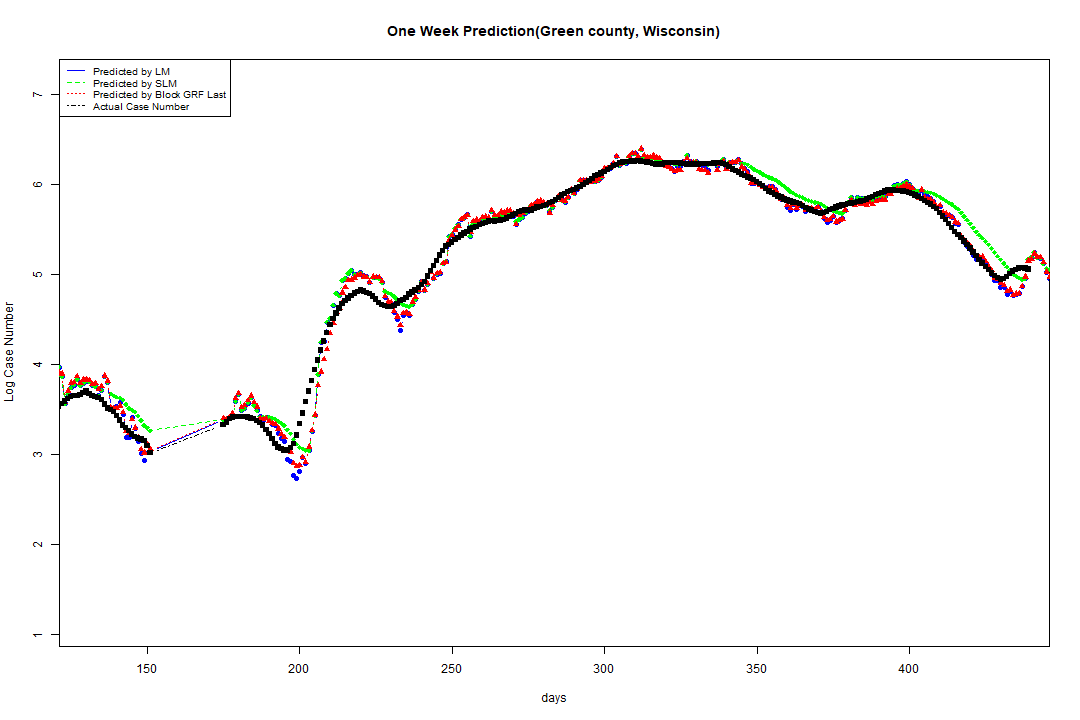 One Week Prediction(Green county, Wisconsin)
Predicted by LM
Predicted by SLM
Predicted by Block GRF Last
Actual Case Number
7
6
5
4
3
2
1
Log Case Number
150 200 250 300 350 400
days